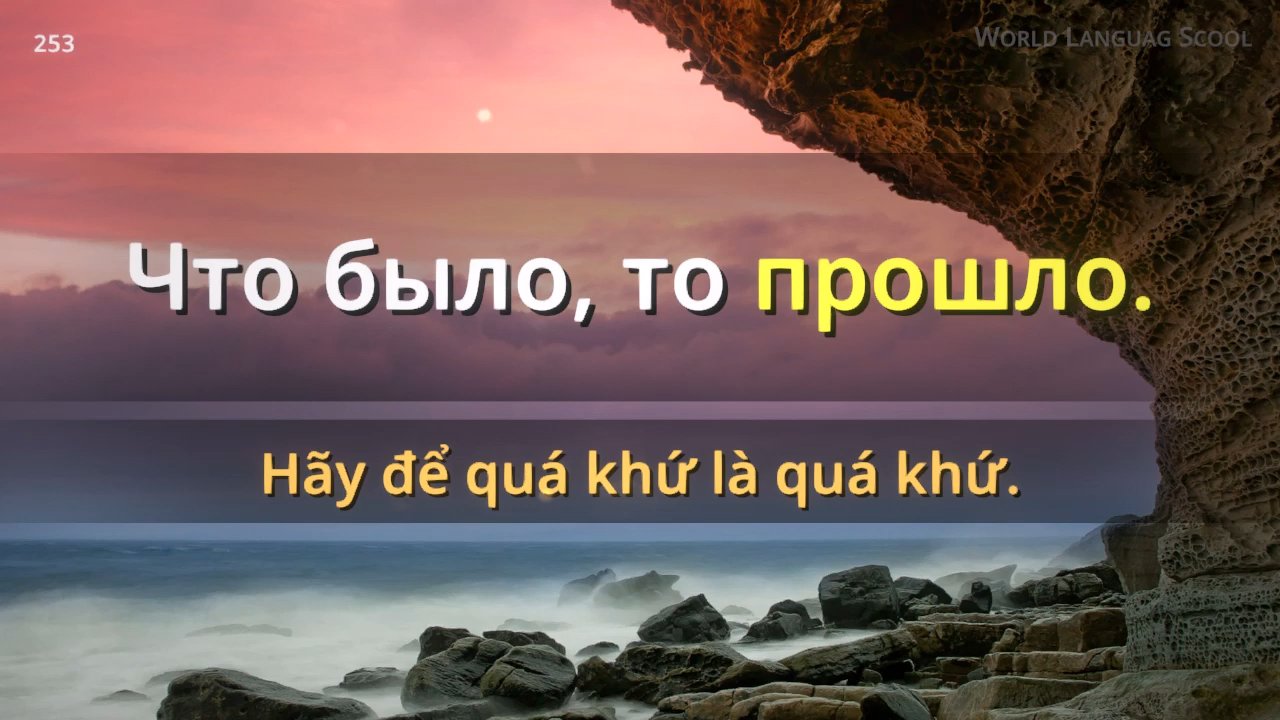 253
WORLD LANGUAG SCOOL
Что было, то прошло.
Hãy để quá khứ là quá khứ.